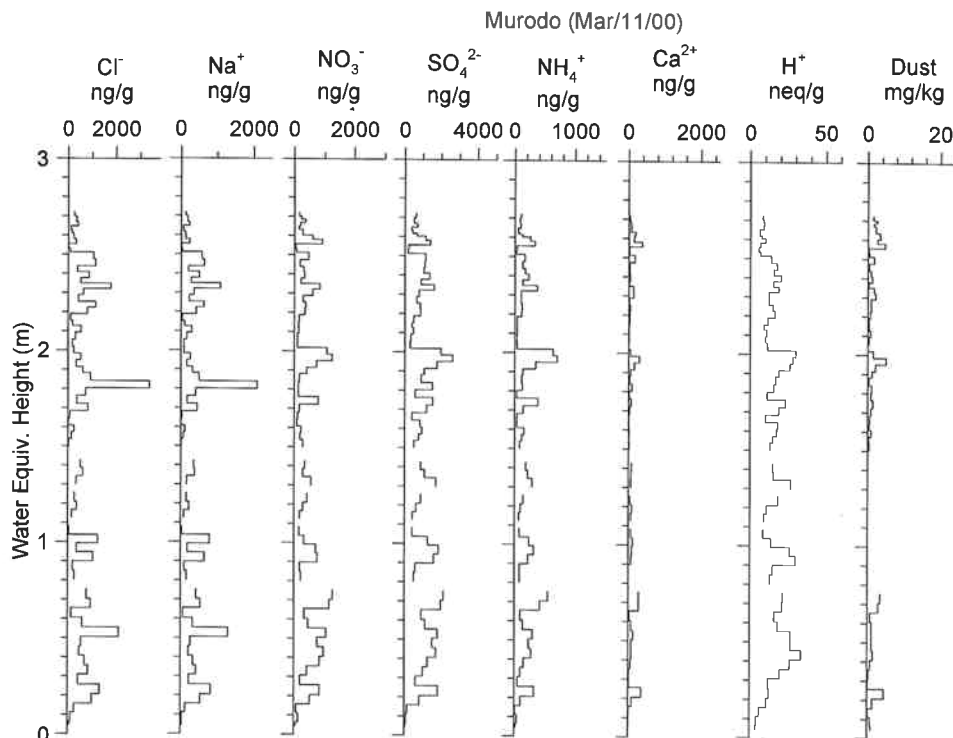 Murodo (Mar/11/00)
Cl⁻ Na⁺ NO₃⁻ SO₄²⁻ NH₄⁺ Ca²⁺ H⁺ Dust
ng/g ng/g ng/g ng/g ng/g ng/g neq/g mg/kg
0 2000 0 2000 0 2000 0 4000 0 1000 0 2000 0 50 0 20
3
2
1
0
Water Equiv. Height (m)